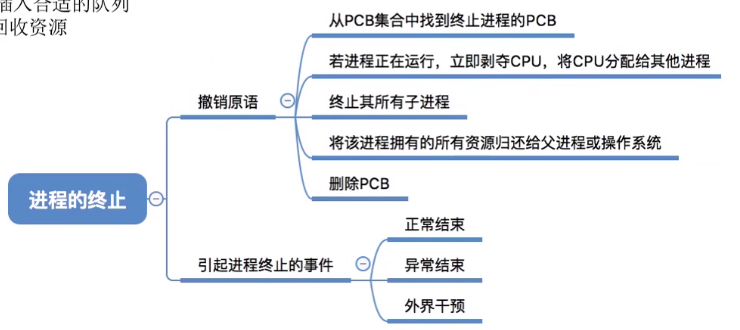 插入合适的队列
回收资源
从PCB集合中找到终止进程的PCB
若进程正在运行，立即剥夺CPU，将CPU分配给其他进程
撤销原语
终止其所有子进程
将该进程拥有的所有资源归还给父进程或操作系统
删除PCB
进程的终止
正常结束
引起进程终止的事件
异常结束
外界干预